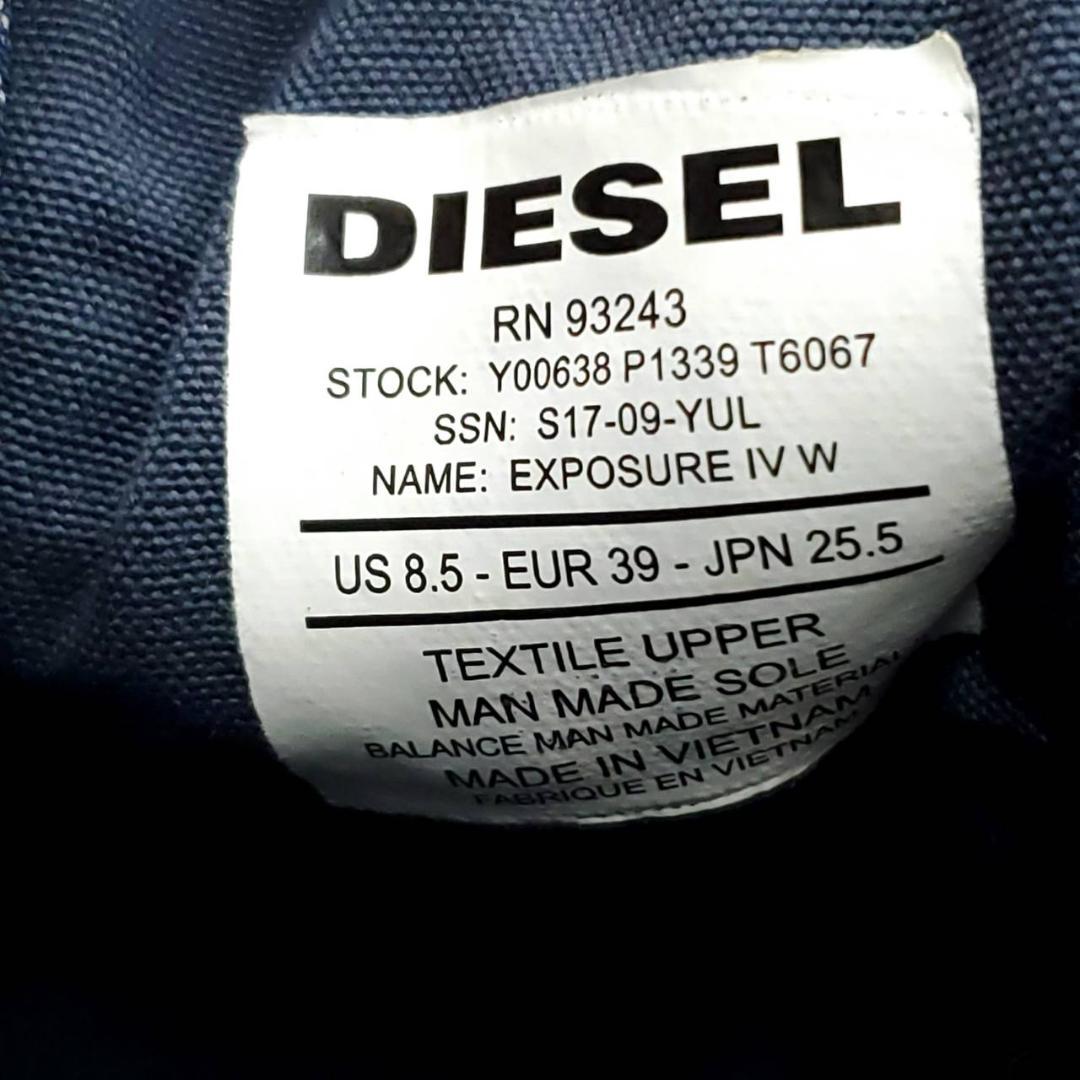 DIESEL
RN 93243
STOCK: Y00638 P1339 T6067
SSN: S17-09-YUL
NAME: EXPOSURE IV W
US 8.5 - EUR 39 - JPN 25.5
TEXTILE UPPER
MAN MADE SOLE
BALANCE MAN MADE MATERIAL
MADE IN VIETNAM
FABRIQUE EN VIETNAM